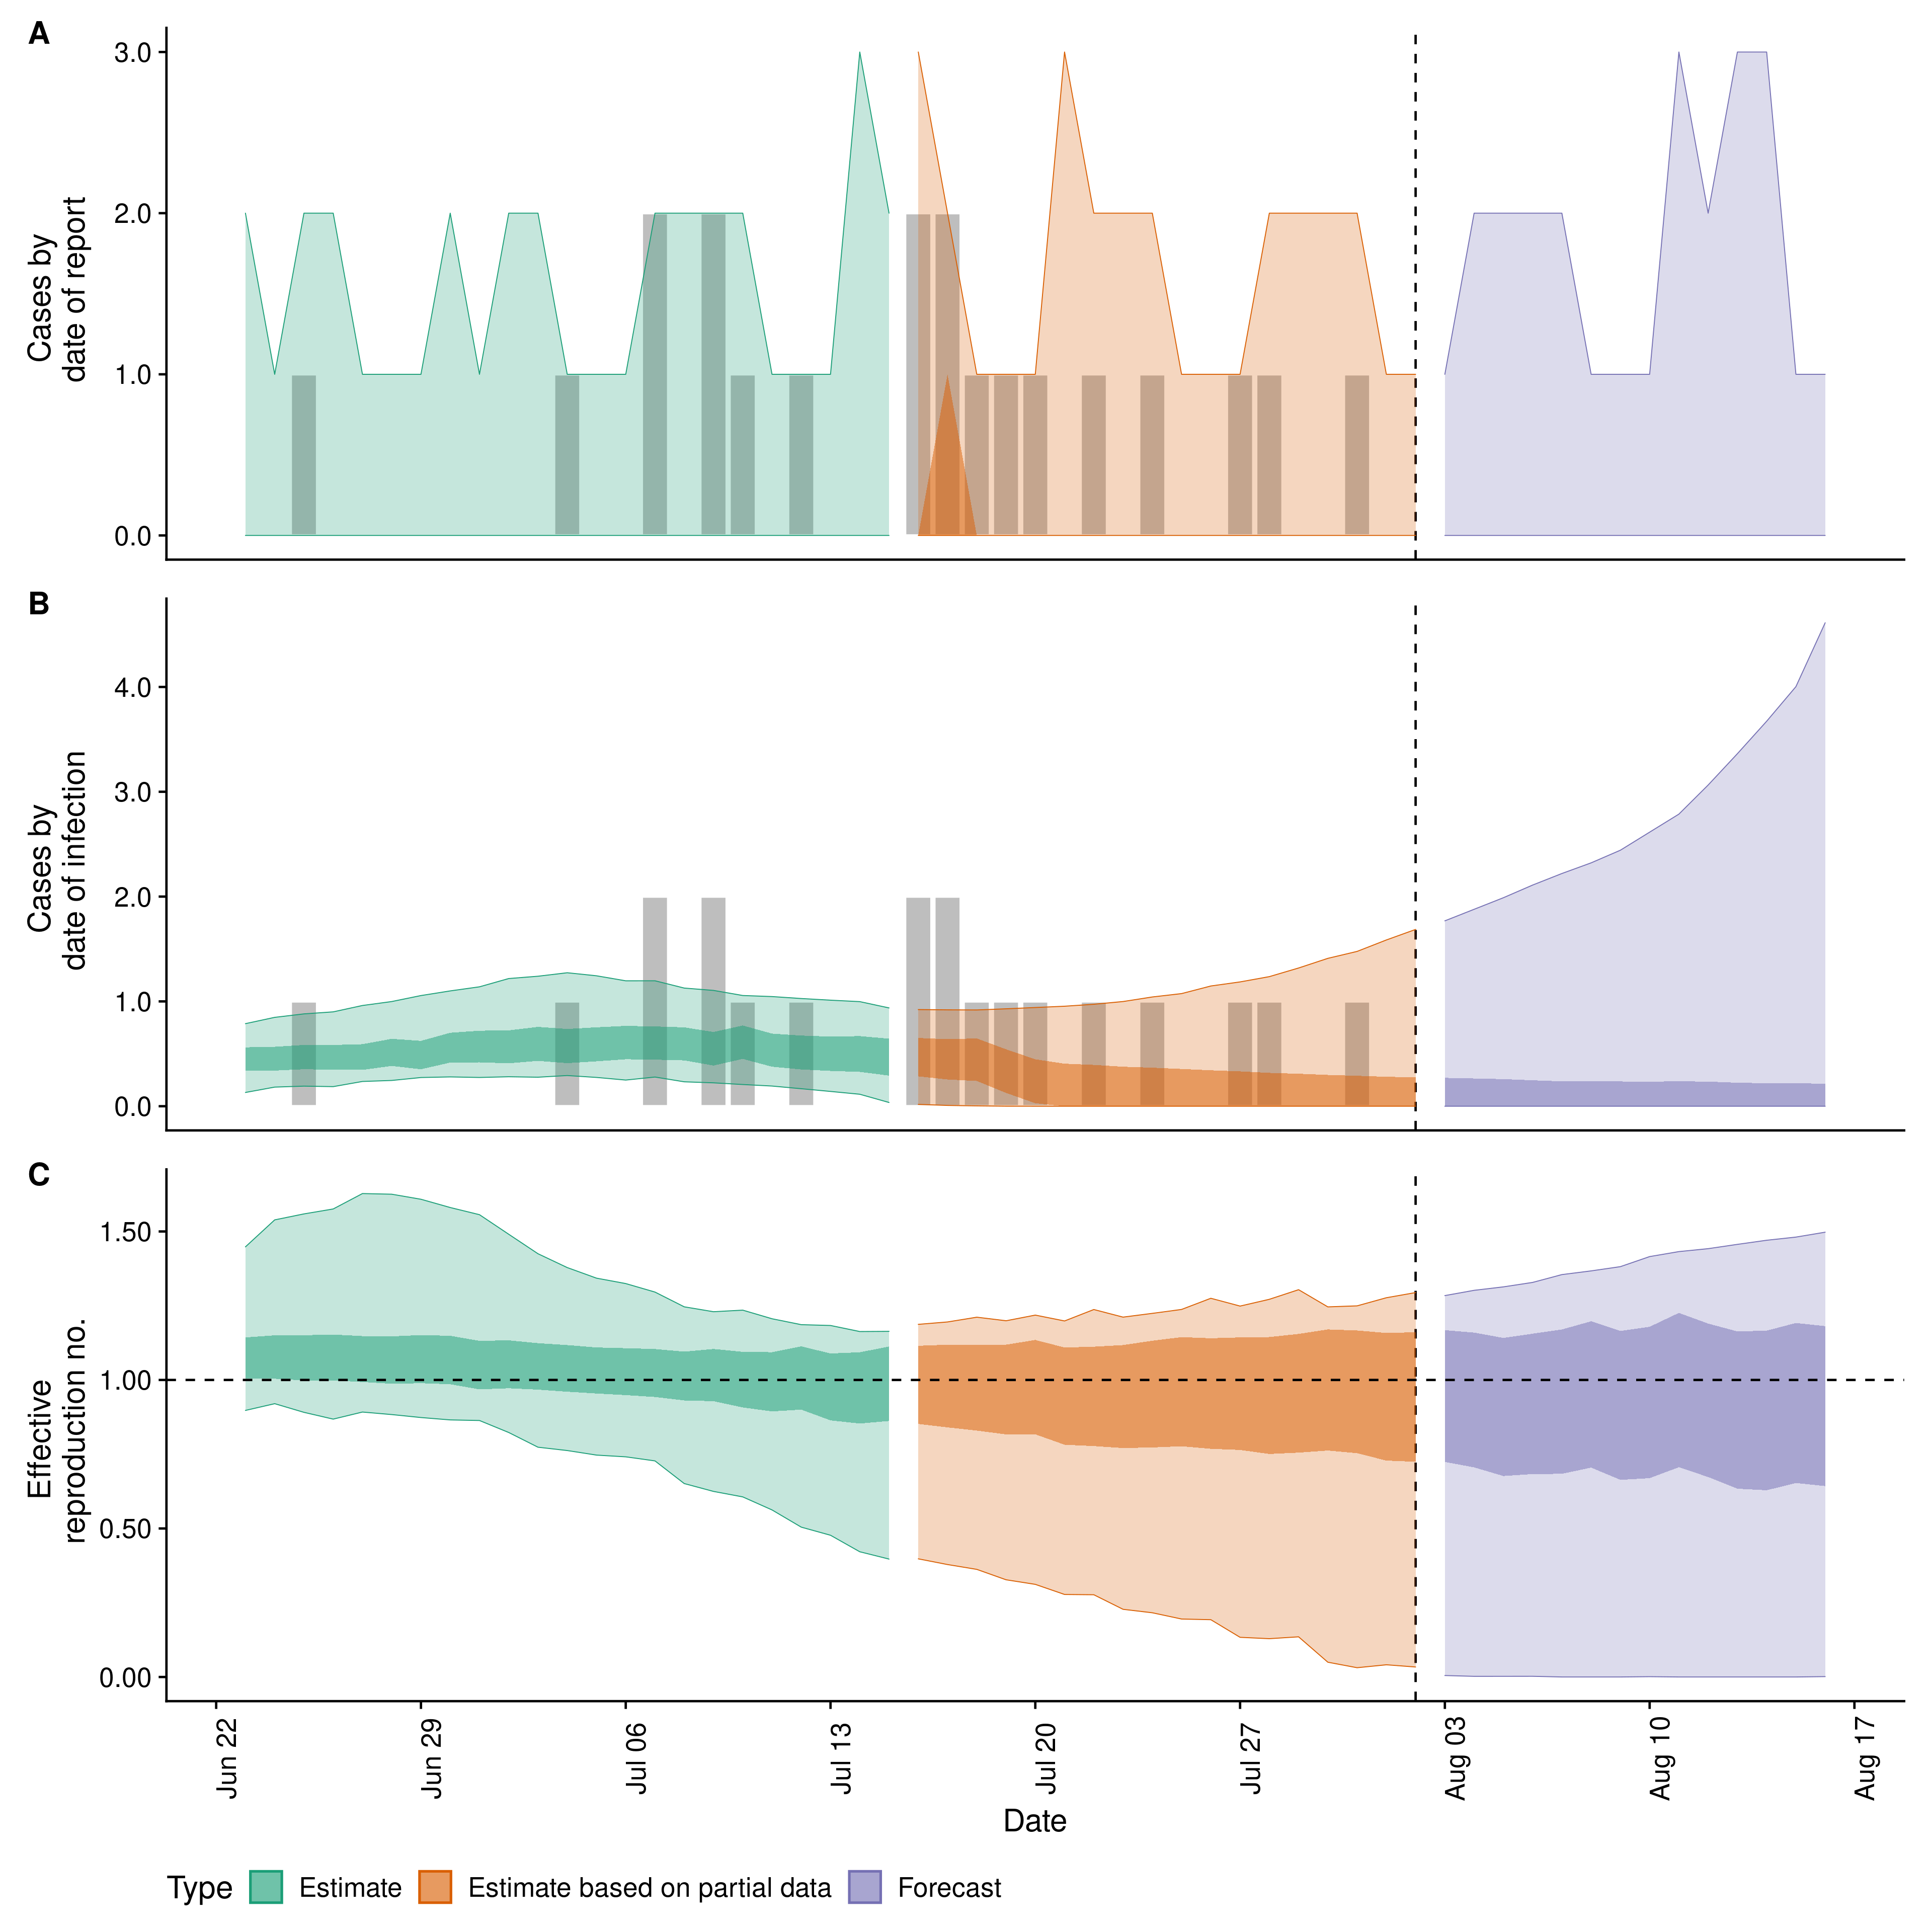 A
3.0
2.0
1.0
0.0
Cases by
date of report
B
4.0
3.0
2.0
1.0
0.0
Cases by
date of infection
C
1.50
1.00
0.50
0.00
Effective
reproduction no.
Jun 22
Jun 29
Jul 06
Jul 13
Jul 20
Jul 27
Aug 03
Aug 10
Aug 17
Date
Type Estimate Estimate based on partial data Forecast